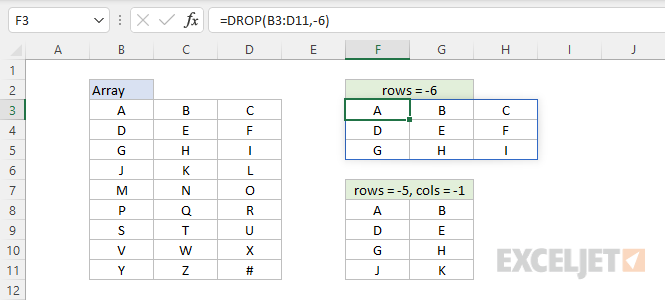 F3 fx =DROP(B3:D11,-6)
A B C D E F G H I J
1
2 Array rows = -6
3 A B C A B C
4 D E F D E F
5 G H I G H I
6 J K L
7 M N O rows = -5, cols = -1
8 P Q R A B
9 S T U D E
10 V W X G H
11 Y Z # J K
12
EXCELJET